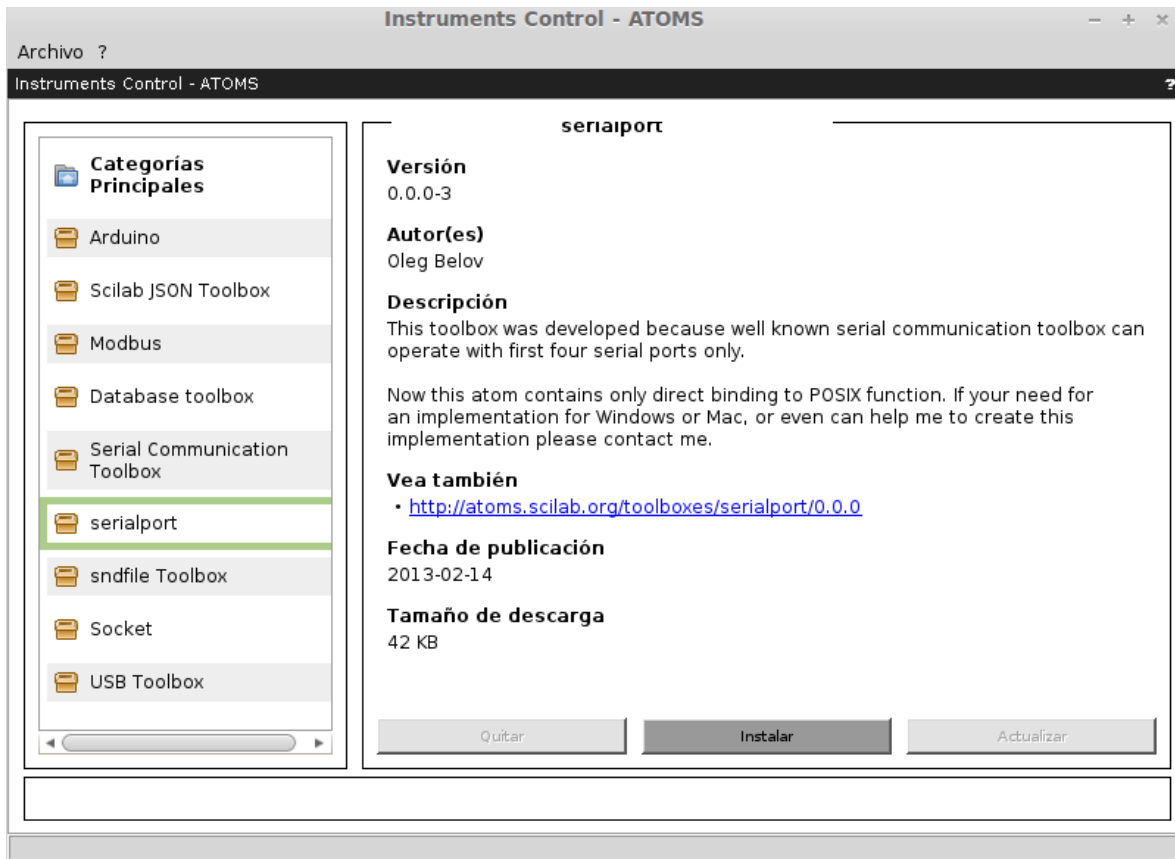 Instruments Control - ATOMS
Archivo ?
Instruments Control - ATOMS ?
Categorías
Principales
Arduino
Scilab JSON Toolbox
Modbus
Database toolbox
Serial Communication
Toolbox
serialport
sndfile Toolbox
Socket
USB Toolbox
serialport
Versión
0.0.0-3
Autor(es)
Oleg Belov
Descripción
This toolbox was developed because well known serial communication toolbox can
operate with first four serial ports only.
Now this atom contains only direct binding to POSIX function. If your need for
an implementation for Windows or Mac, or even can help me to create this
implementation please contact me.
Vea también
• http://atoms.scilab.org/toolboxes/serialport/0.0.0
Fecha de publicación
2013-02-14
Tamaño de descarga
42 KB
Quitar
Instalar
Actualizar